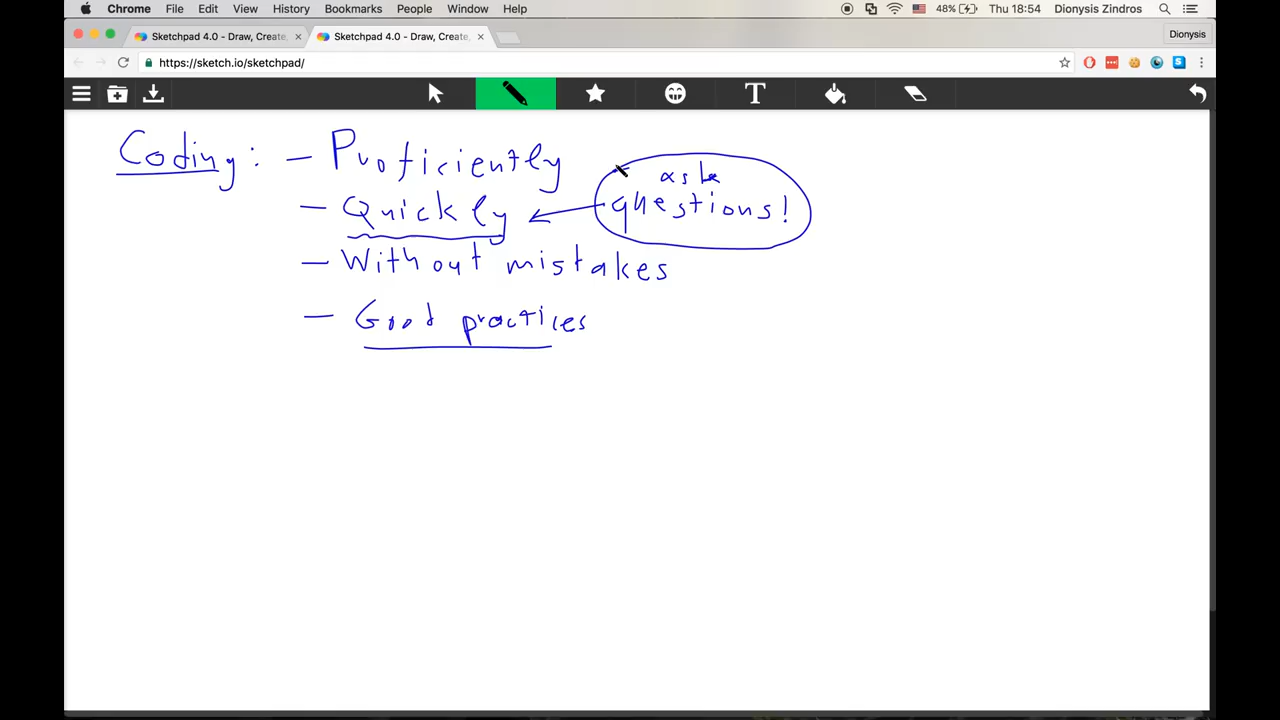 Chrome File Edit View History Bookmarks People Window Help 48% Thu 18:54 Dionysis Zindros
Sketchpad 4.0 - Draw, Create, Sketchpad 4.0 - Draw, Create, Dionysis
https://sketch.io/sketchpad/
T
Coding: - Proficiently
ask
- Quickly questions!
- Without mistakes
- Good practices